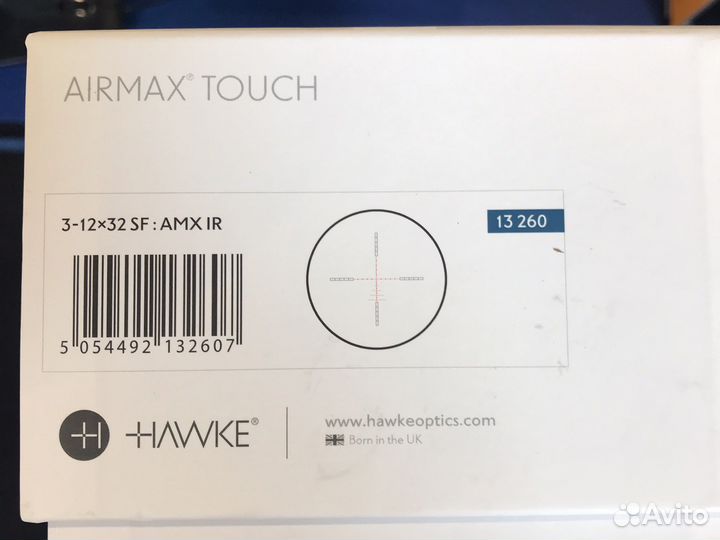 AIRMAX® TOUCH
3-12×32 SF : AMX IR
13 260
5 054492 132607
HAWKE®
www.hawkeoptics.com
Born in the UK
Avito